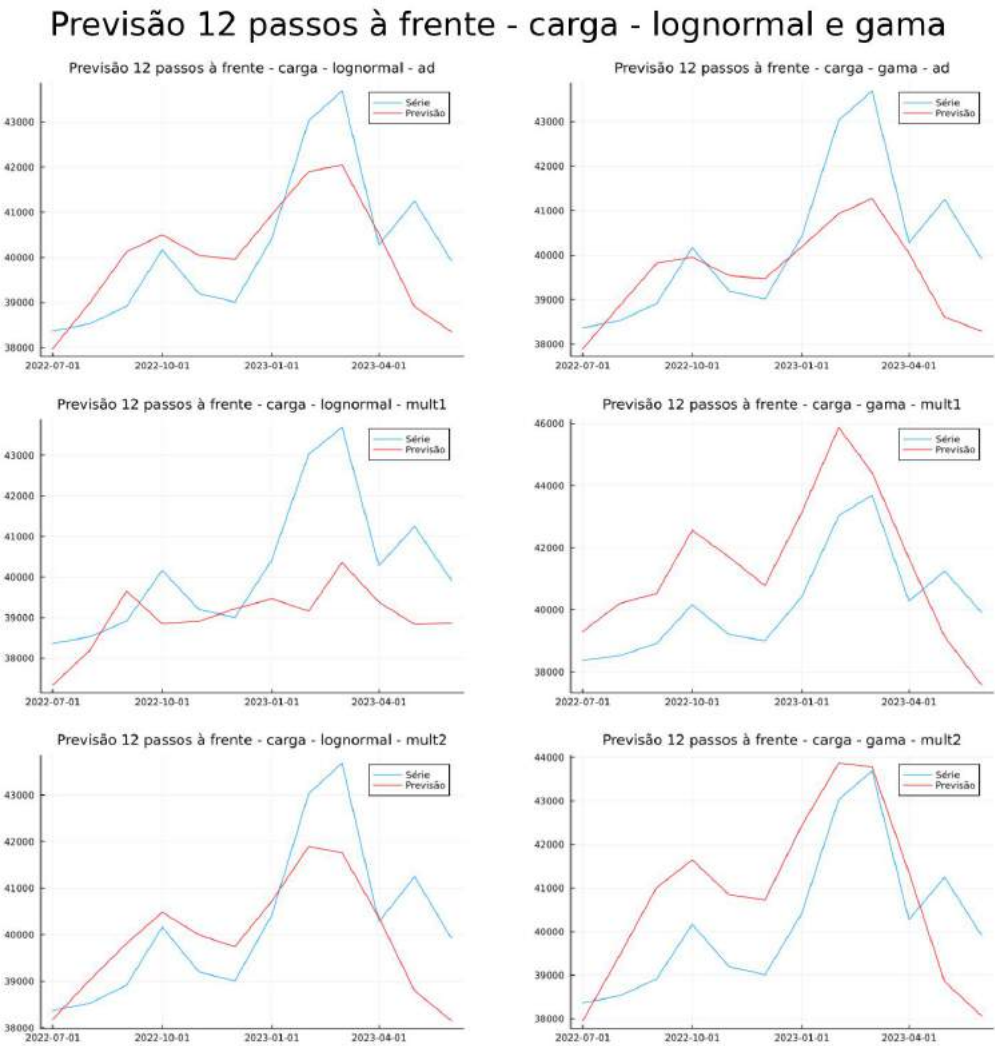 Previsão 12 passos à frente - carga - lognormal e gama
Previsão 12 passos à frente - carga - lognormal - ad
Série
Previsão
43000
42000
41000
40000
39000
38000
2022-07-01 2022-10-01 2023-01-01 2023-04-01
Previsão 12 passos à frente - carga - gama - ad
Série
Previsão
43000
42000
41000
40000
39000
38000
2022-07-01 2022-10-01 2023-01-01 2023-04-01
Previsão 12 passos à frente - carga - lognormal - mult1
Série
Previsão
43000
42000
41000
40000
39000
38000
2022-07-01 2022-10-01 2023-01-01 2023-04-01
Previsão 12 passos à frente - carga - gama - mult1
46000
Série
Previsão
44000
42000
40000
38000
2022-07-01 2022-10-01 2023-01-01 2023-04-01
Previsão 12 passos à frente - carga - lognormal - mult2
Série
Previsão
43000
42000
41000
40000
39000
38000
2022-07-01 2022-10-01 2023-01-01 2023-04-01
Previsão 12 passos à frente - carga - gama - mult2
44000
Série
Previsão
43000
42000
41000
40000
39000
38000
2022-07-01 2022-10-01 2023-01-01 2023-04-01